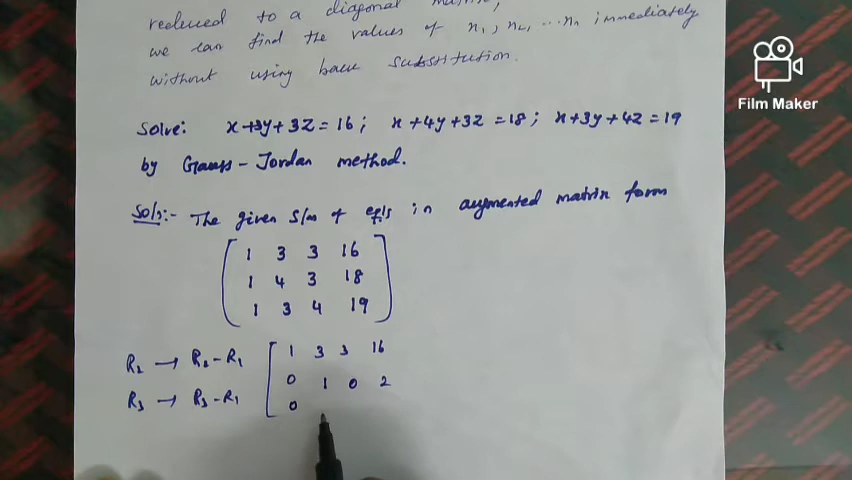 reduced to a diagonal matrix,
we can find the values of x1, x2, ...xn immediately
without using back substitution.
Film Maker
Solve: x+3y+3z=16; x+4y+3z=18; x+3y+4z=19
by Gauss-Jordan method.
Soln:- The given S/m of eq/s in augmented matrix form
1 3 3 16
1 4 3 18
1 3 4 19
R2 → R2-R1 1 3 3 16
0 1 0 2
R3 → R3-R1 0